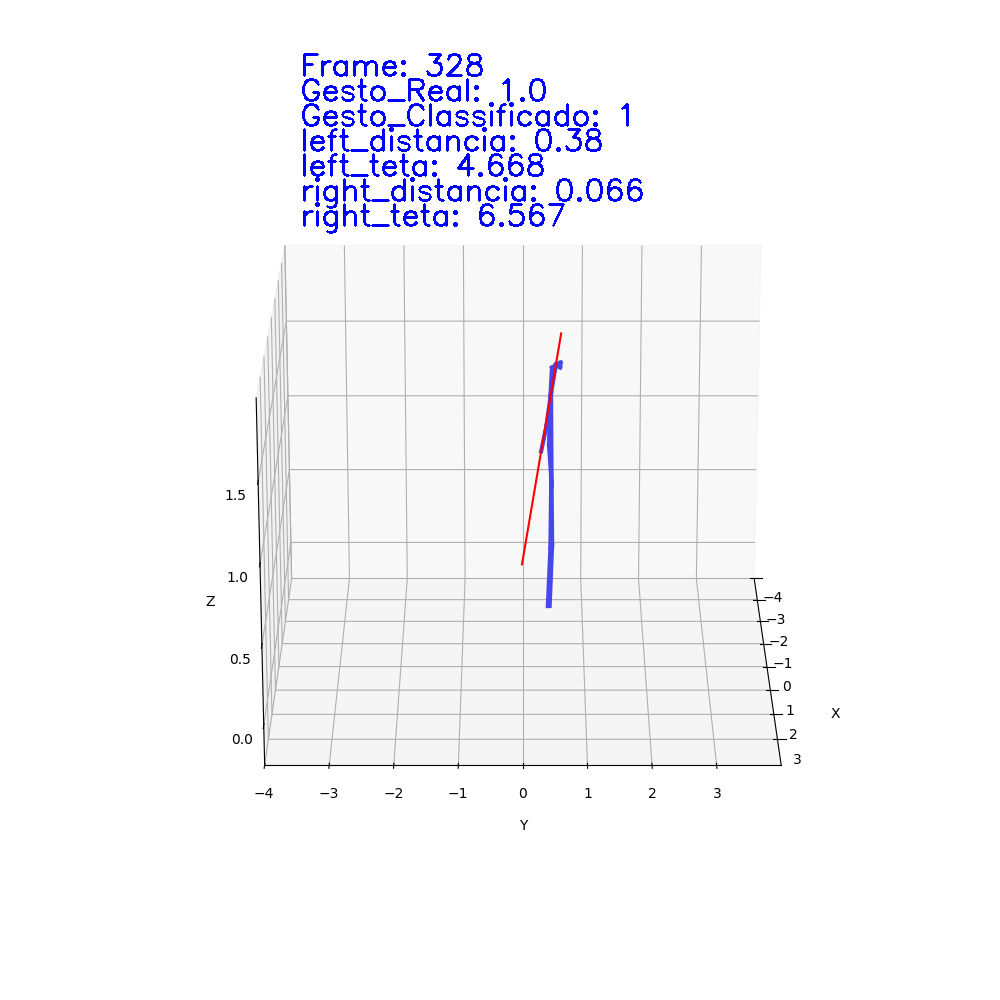 Frame: 328
Gesto_Real: 1.0
Gesto_Classificado: 1
left_distancia: 0.38
left_teta: 4.668
right_distancia: 0.066
right_teta: 6.567
1.5
1.0
Z
0.5
0.0
−4
−3
−2
−1
0
1
2
3
X
−4 −3 −2 −1 0 1 2 3
Y